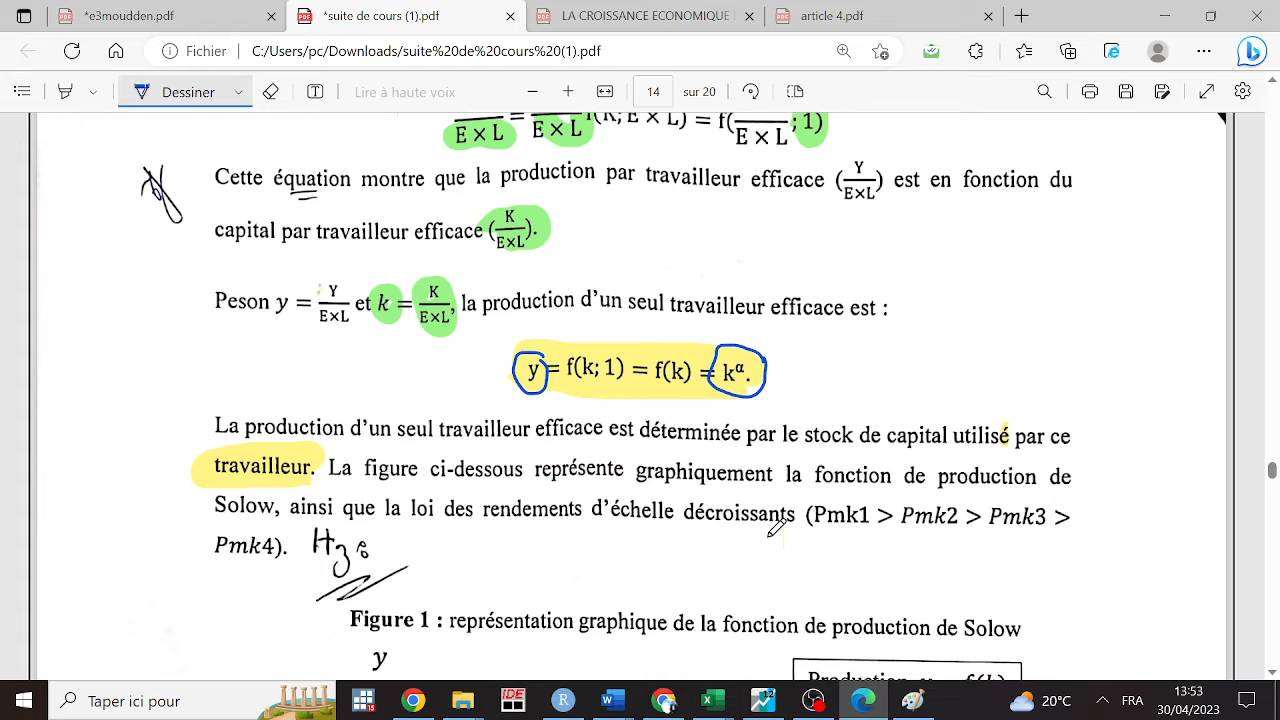 e3mudden.pdf
*suite de cours (1).pdf
LA CROISSANCE ECONOMIQUE
article (4).pdf
Fichier
C:/Users/pc/Downloads/suite%20de%20cours%20(1).pdf
Dessiner
Lire à haute voix
14
sur 20
E × L = E × L f(K; E × L) = f( E × L ; 1)
Cette équation montre que la production par travailleur efficace (Y/E×L) est en fonction du
capital par travailleur efficace (K/E×L).
Peson y = Y/E×L et k = K/E×L, la production d'un seul travailleur efficace est :
y = f(k; 1) = f(k) = k^α.
La production d'un seul travailleur efficace est déterminée par le stock de capital utilisé par ce
travailleur. La figure ci-dessous représente graphiquement la fonction de production de
Solow, ainsi que la loi des rendements d'échelle décroissants (Pmk1 > Pmk2 > Pmk3 >
Pmk4).
Figure 1 : représentation graphique de la fonction de production de Solow
y
Taper ici pour
15
IDE
12
20°C
FRA
13:53
30/04/2023